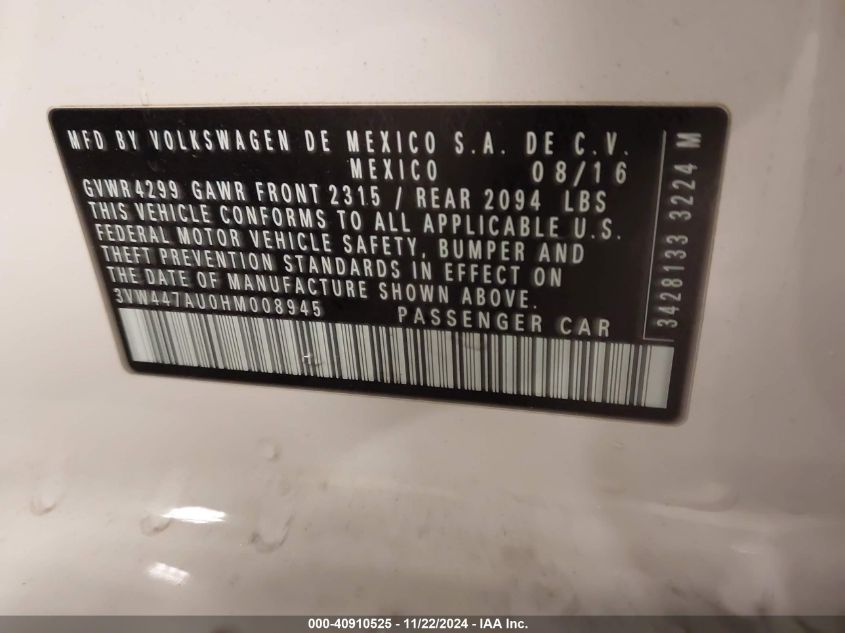 MFD BY VOLKSWAGEN DE MEXICO S.A. DE C.V.
MEXICO 08/16
GVWR4299 GAWR FRONT 2315 / REAR 2094 LBS
THIS VEHICLE CONFORMS TO ALL APPLICABLE U.S.
FEDERAL MOTOR VEHICLE SAFETY, BUMPER AND
THEFT PREVENTION STANDARDS IN EFFECT ON
THE DATE OF MANUFACTURE SHOWN ABOVE.
3VW447AU0HM008945 PASSENGER CAR
3428133 3224 M
000-40910525 - 11/22/2024 - IAA Inc.